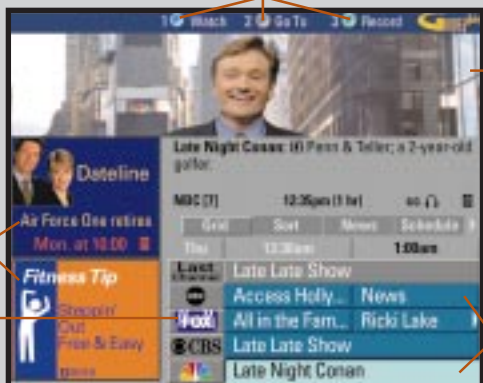 1 Watch 2 Go To 3 Record
Late Night Conan: Penn & Teller; a 2-year-old
golfer.
Dateline
NBC [7] 12:35pm (1 hr)
Air Force One retires
Mon. at 10:00
Grid Sort News Schedule
Thu 12:30am 1:00am
Fitness Tip
Steppin'
Out
Free & Easy
Last
Late Late Show
abc Access Holly... News
FOX All in the Fam... Ricki Lake
CBS Late Late Show
Late Night Conan